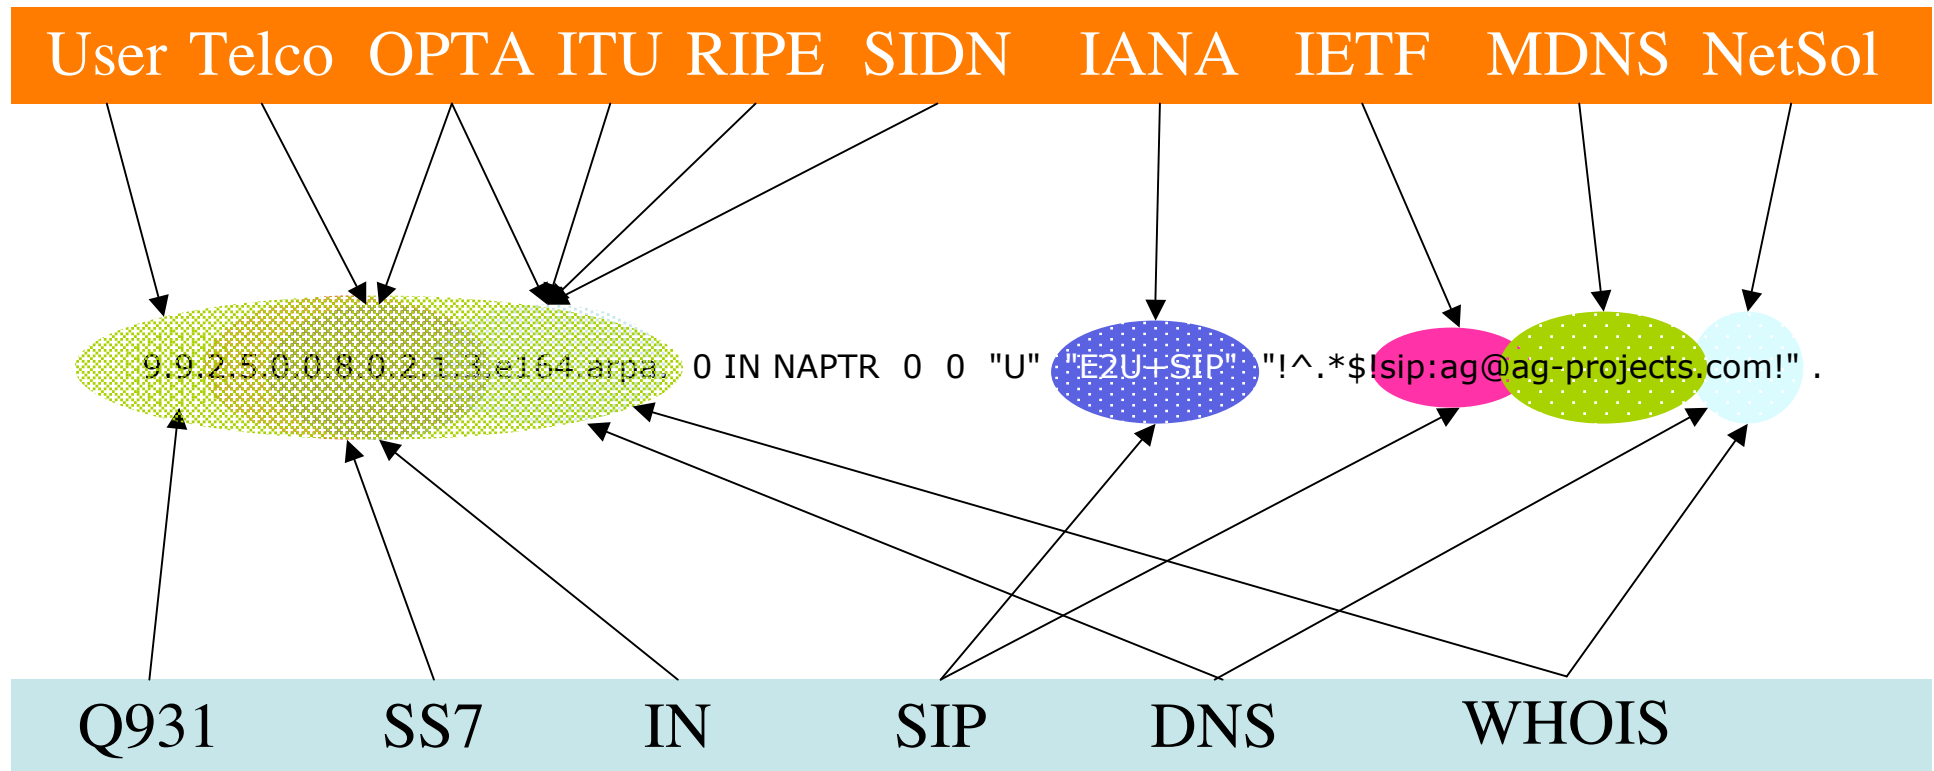 User Telco OPTA ITU RIPE SIDN IANA IETF MDNS NetSol
9.9.2.5.0.0.8.0.2.1.3.e164.arpa. 0 IN NAPTR 0 0 "U" "E2U+SIP" "!^.*$!sip:ag@ag-projects.com!" .
Q931 SS7 IN SIP DNS WHOIS